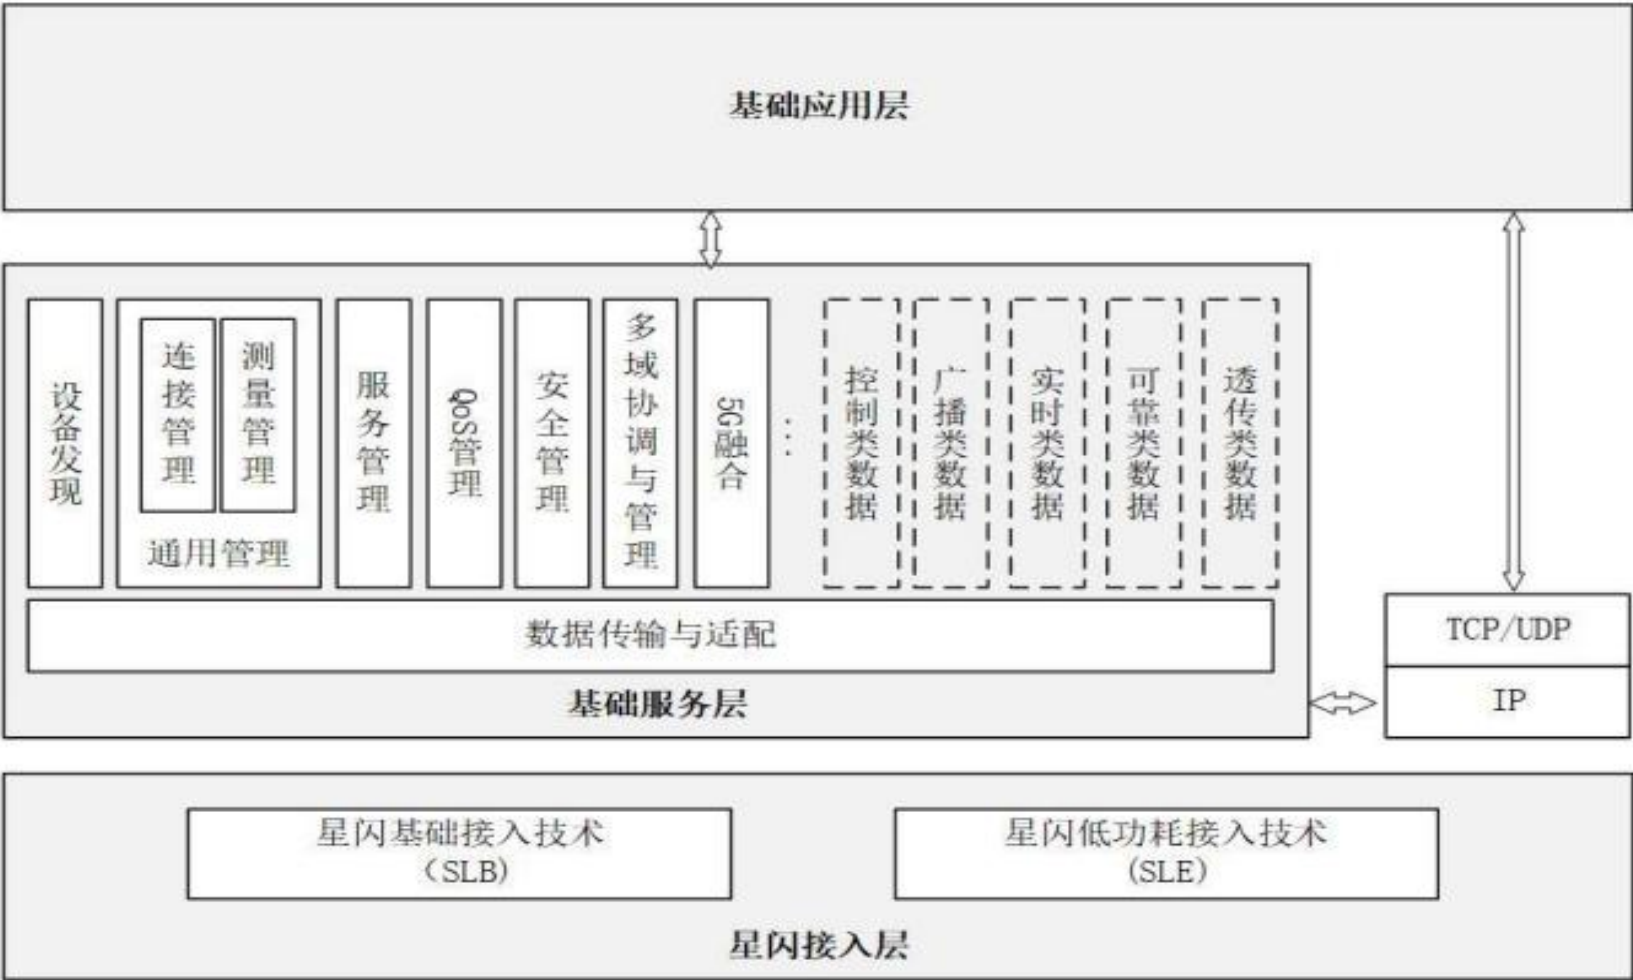 基础应用层
设备发现
连接管理
测量管理
通用管理
服务管理
QoS管理
安全管理
多域协调与管理
5G融合
...
控制类数据
广播类数据
实时类数据
可靠类数据
透传类数据
数据传输与适配
基础服务层
TCP/UDP
IP
星闪基础接入技术
（SLB)
星闪低功耗接入技术
(SLE)
星闪接入层